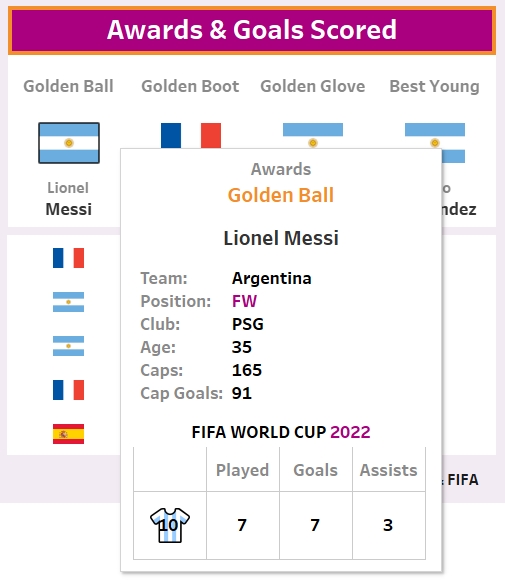 Awards & Goals Scored
Golden Ball Golden Boot Golden Glove Best Young
Lionel
Messi
Awards
Golden Ball
Lionel Messi
Team: Argentina
Position: FW
Club: PSG
Age: 35
Caps: 165
Cap Goals: 91
FIFA WORLD CUP 2022
Played Goals Assists
10 7 7 3
& FIFA